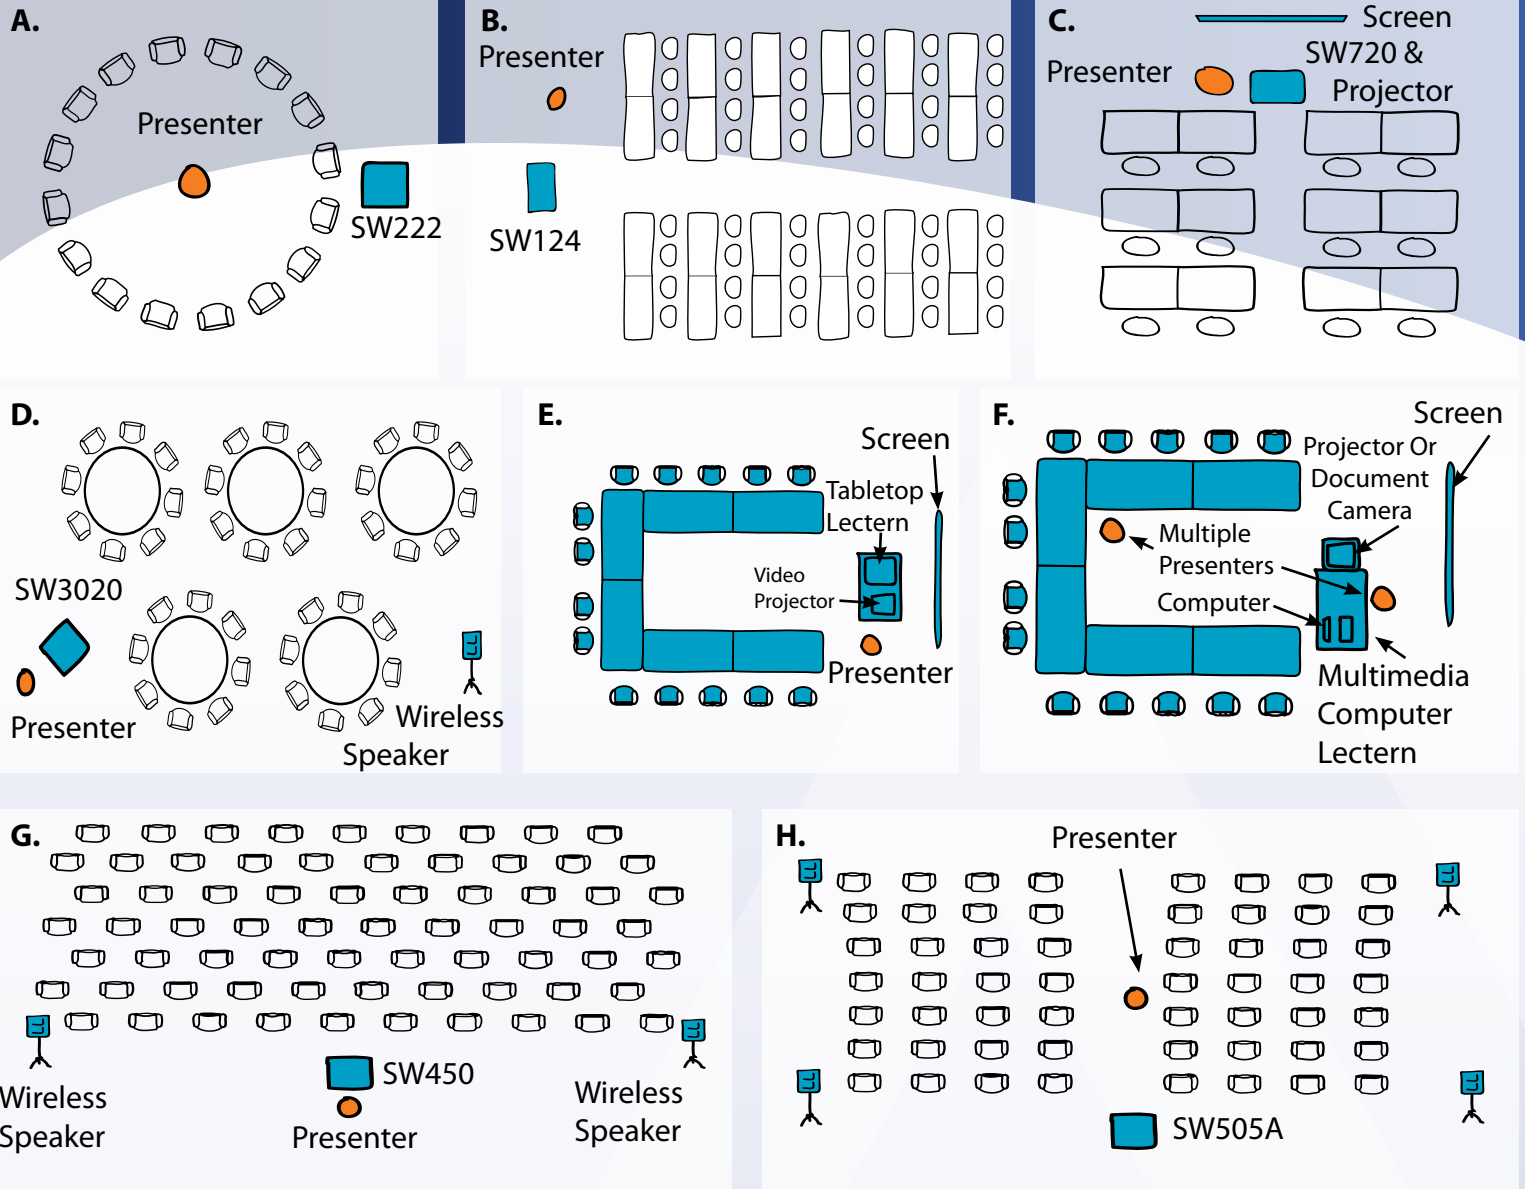 A.
Presenter
SW222
B.
Presenter
SW124
C.
Screen
SW720 &
Projector
Presenter
D.
SW3020
Presenter
Wireless
Speaker
E.
Screen
Tabletop
Lectern
Video
Projector
Presenter
F.
Screen
Projector Or
Document
Camera
Multiple
Presenters
Computer
Multimedia
Computer
Lectern
G.
Wireless
Speaker
SW450
Presenter
Wireless
Speaker
H.
Presenter
SW505A